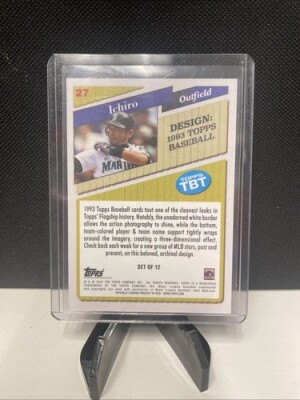 27
Ichiro
Outfield
MARI
DESIGN:
1993 TOPPS
BASEBALL
TOPPS
TBT
1993 Topps Baseball cards tout one of the cleanest looks in
Topps' Flagship history. Notably, the unadorned white border
allows the action photography to shine, while the bottom,
team-colored player & team name support tightly wraps
around the imagery, creating a three-dimensional effect.
Check back each week for a new group of MLB stars, past and
present, on this beloved, archival design.
SET OF 12
Topps